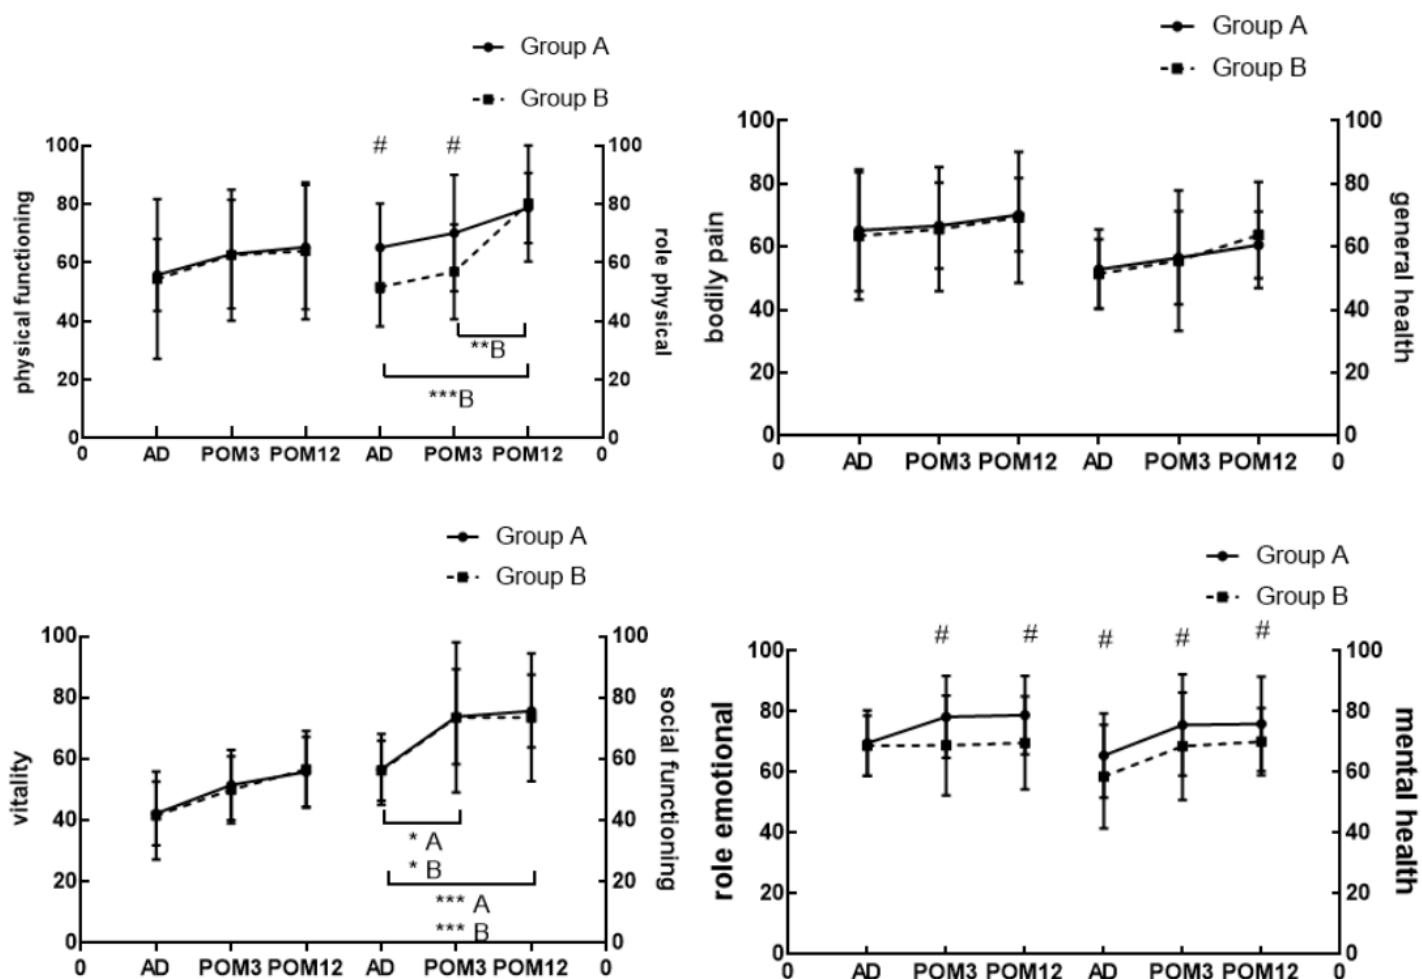 Group A
Group B
100
80
60
40
20
0
physical functioning
# #
100
80
60
40
20
0
role physical
**B
***B
0 AD POM3 POM12 AD POM3 POM12 0
Group A
Group B
100
80
60
40
20
0
bodily pain
100
80
60
40
20
0
general health
0 AD POM3 POM12 AD POM3 POM12 0
Group A
Group B
100
80
60
40
20
0
vitality
100
80
60
40
20
0
social functioning
* A
* B
*** A
*** B
0 AD POM3 POM12 AD POM3 POM12 0
Group A
Group B
# # # # #
100
80
60
40
20
0
role emotional
100
80
60
40
20
0
mental health
0 AD POM3 POM12 AD POM3 POM12 0